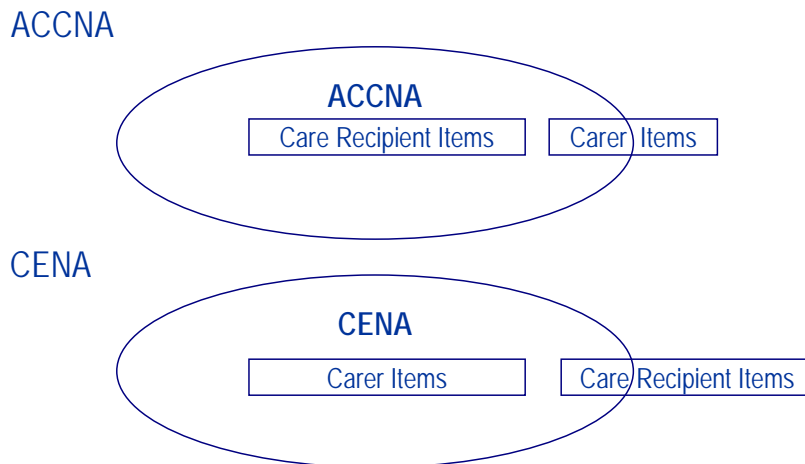 ACCNA
ACCNA
Care Recipient Items
Carer Items
CENA
CENA
Carer Items
Care Recipient Items